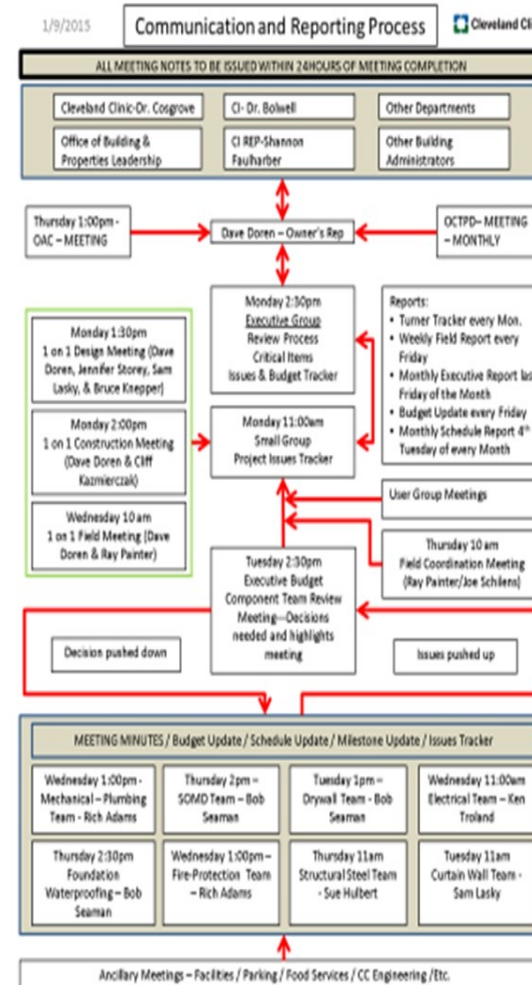 1/9/2015
Communication and Reporting Process
Cleveland Cli
ALL MEETING NOTES TO BE ISSUED WITHIN 24HOURS OF MEETING COMPLETION
Cleveland Clinic-Dr. Cosgrove
CI- Dr. Bolwell
Other Departments
Office of Building &
Properties Leadership
CI REP-Shannon
Faulharber
Other Building
Administrators
Thursday 1:00pm -
OAC – MEETING
Dave Doren – Owner's Rep
OCTPD– MEETING
– MONTHLY
Monday 2:30pm
Executive Group
Review Process
Critical Items
Issues & Budget Tracker
Reports:
• Turner Tracker every Mon.
• Weekly Field Report every
Friday
• Monthly Executive Report las
Friday of the Month
• Budget Update every Friday
• Monthly Schedule Report 4th
Tuesday of every Month
Monday 1:30pm
1 on 1 Design Meeting (Dave
Doren, Jennifer Storey, Sam
Lasky, & Bruce Knepper)
Monday 2:00pm
1 on 1 Construction Meeting
(Dave Doren & Cliff
Kazmierczak)
Wednesday 10 am
1 on 1 Field Meeting (Dave
Doren & Ray Painter)
Monday 11:00am
Small Group
Project Issues Tracker
User Group Meetings
Thursday 10 am
Field Coordination Meeting
(Ray Painter/Joe Schilens)
Tuesday 2:30pm
Executive Budget
Component Team Review
Meeting---Decisions
needed and highlights
meeting
Decision pushed down
Issues pushed up
MEETING MINUTES / Budget Update / Schedule Update / Milestone Update / Issues Tracker
Wednesday 1:00pm -
Mechanical – Plumbing
Team - Rich Adams
Thursday 2pm –
SOMD Team – Bob
Seaman
Tuesday 1pm –
Drywall Team - Bob
Seaman
Wednesday 11:00am
Electrical Team – Ken
Troland
Thursday 2:30pm
Foundation
Waterproofing – Bob
Seaman
Wednesday 1:00pm –
Fire-Protection Team
– Rich Adams
Thursday 11am
Structural Steel Team
- Sue Hulbert
Tuesday 11am
Curtain Wall Team -
Sam Lasky
Ancillary Meetings – Facilities / Parking / Food Services / CC Engineering /Etc.